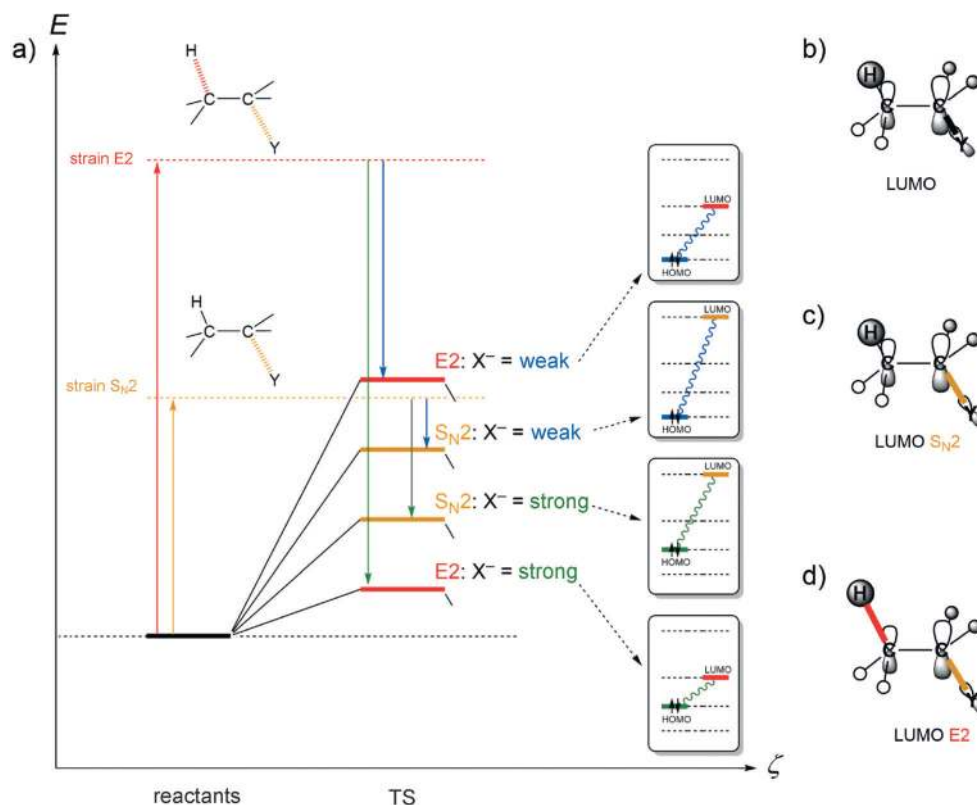 E
a)
H
C
C
Y
strain E2
H
C
C
Y
strain SN2
E2: X– = weak
SN2: X– = weak
SN2: X– = strong
E2: X– = strong
LUMO
HOMO
LUMO
HOMO
LUMO
HOMO
LUMO
HOMO
reactants
TS
ζ
b)
H
C
C
Y
LUMO
c)
H
C
C
Y
LUMO SN2
d)
H
C
C
Y
LUMO E2